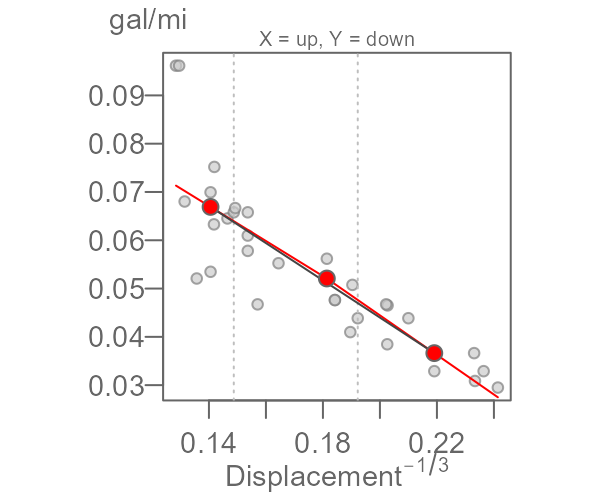 gal/mi
X = up, Y = down
0.09
0.08
0.07
0.06
0.05
0.04
0.03
0.14 0.18 0.22
Displacement⁻¹/³